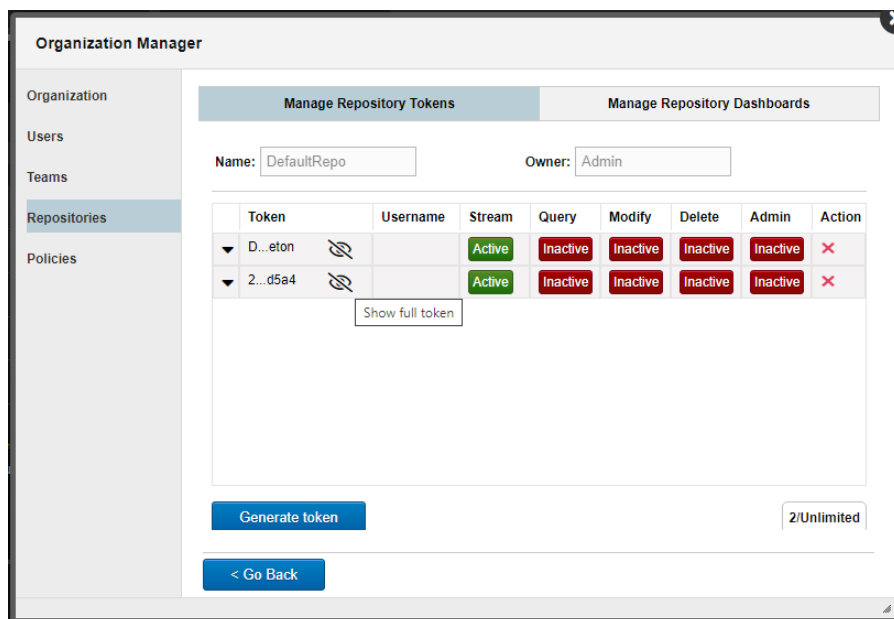 Organization Manager
Organization
Users
Teams
Repositories
Policies
Manage Repository Tokens
Manage Repository Dashboards
Name: DefaultRepo
Owner: Admin
Token Username Stream Query Modify Delete Admin Action
D...eton Active Inactive Inactive Inactive Inactive
2...d5a4 Active Inactive Inactive Inactive Inactive
Show full token
Generate token
2/Unlimited
< Go Back